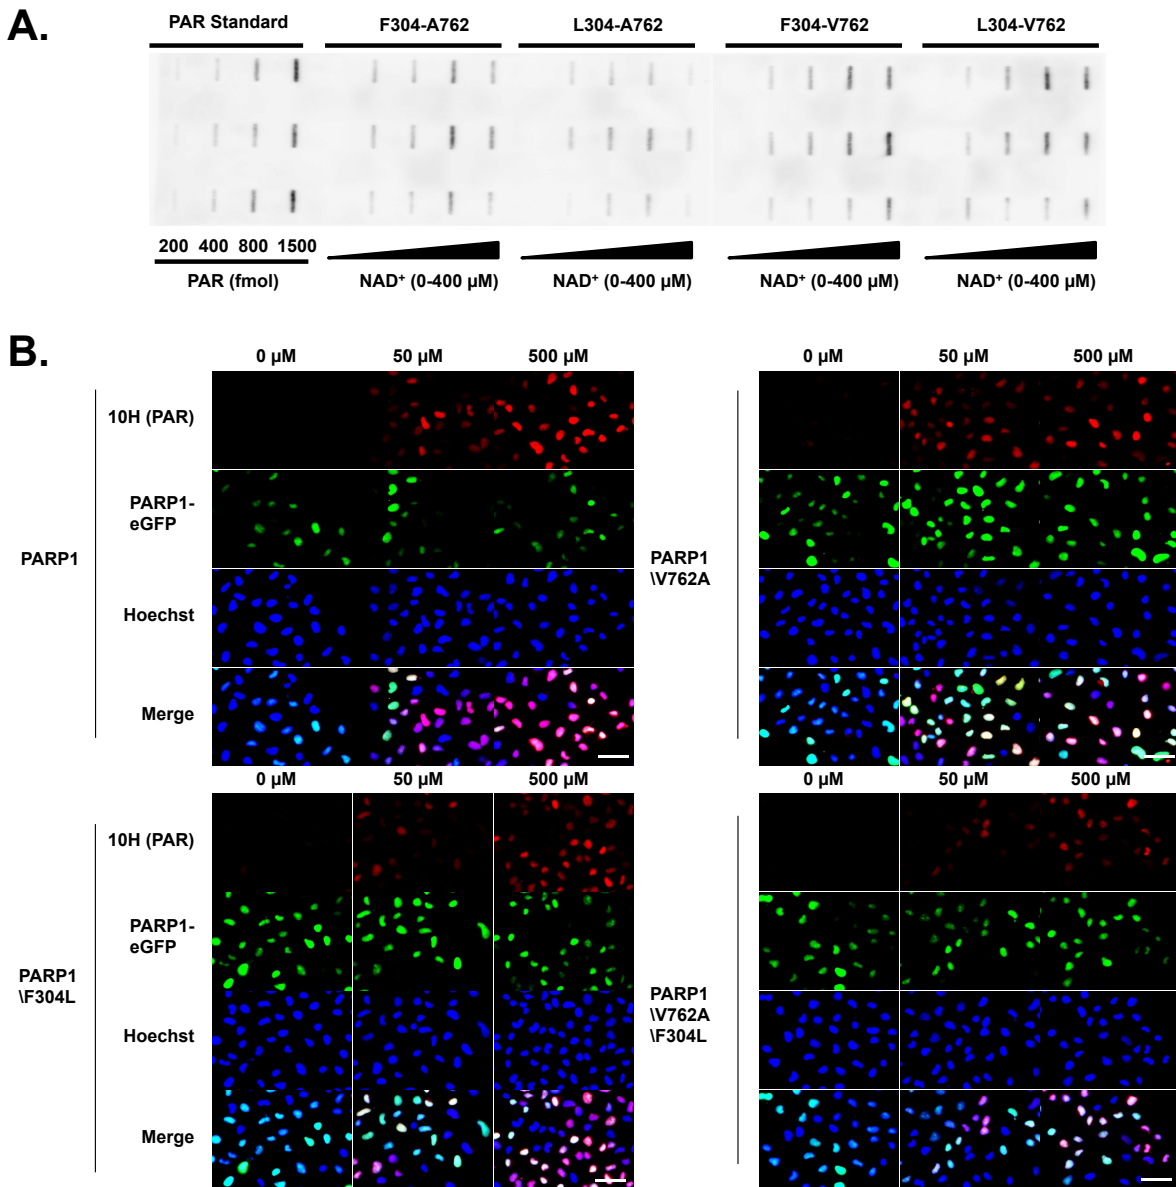 A.
PAR Standard
F304-A762
L304-A762
F304-V762
L304-V762
200 400 800 1500
PAR (fmol)
NAD⁺ (0-400 µM)
NAD⁺ (0-400 µM)
NAD⁺ (0-400 µM)
NAD⁺ (0-400 µM)
B.
0 µM 50 µM 500 µM
PARP1
10H (PAR)
PARP1-
eGFP
Hoechst
Merge
0 µM 50 µM 500 µM
PARP1
\V762A
0 µM 50 µM 500 µM
PARP1
\F304L
10H (PAR)
PARP1-
eGFP
Hoechst
Merge
0 µM 50 µM 500 µM
PARP1
\V762A
\F304L